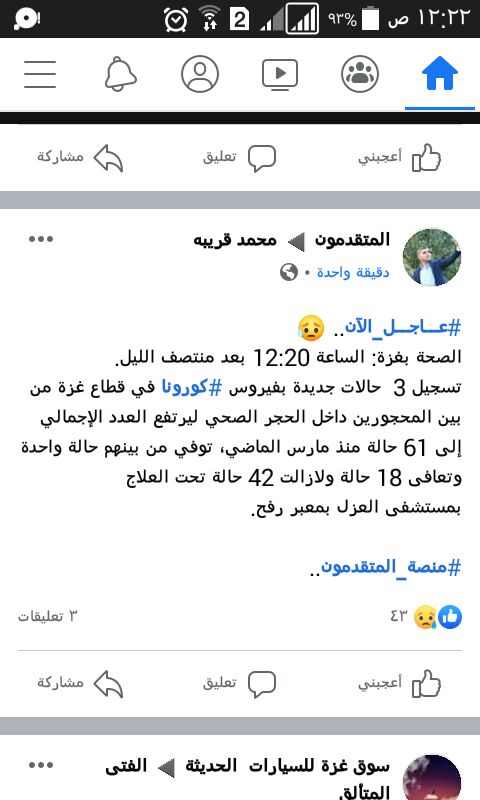 ١٢:٢٢ ص ٩٣% 2
أعجبني تعليق مشاركة
المتقدمون ◀ محمد قريبه
دقيقة واحدة •
#عـــاجــل_الآن.. 😥
الصحة بغزة: الساعة 12:20 بعد منتصف الليل.
تسجيل 3 حالات جديدة بفيروس #كورونا في قطاع غزة من
بين المحجورين داخل الحجر الصحي ليرتفع العدد الإجمالي
إلى 61 حالة منذ مارس الماضي، توفي من بينهم حالة واحدة
وتعافى 18 حالة ولازالت 42 حالة تحت العلاج
بمستشفى العزل بمعبر رفح.
#منصة_المتقدمون..
٤٣ ٣ تعليقات
أعجبني تعليق مشاركة
سوق غزة للسيارات الحديثة ◀ الفتى
المتألق